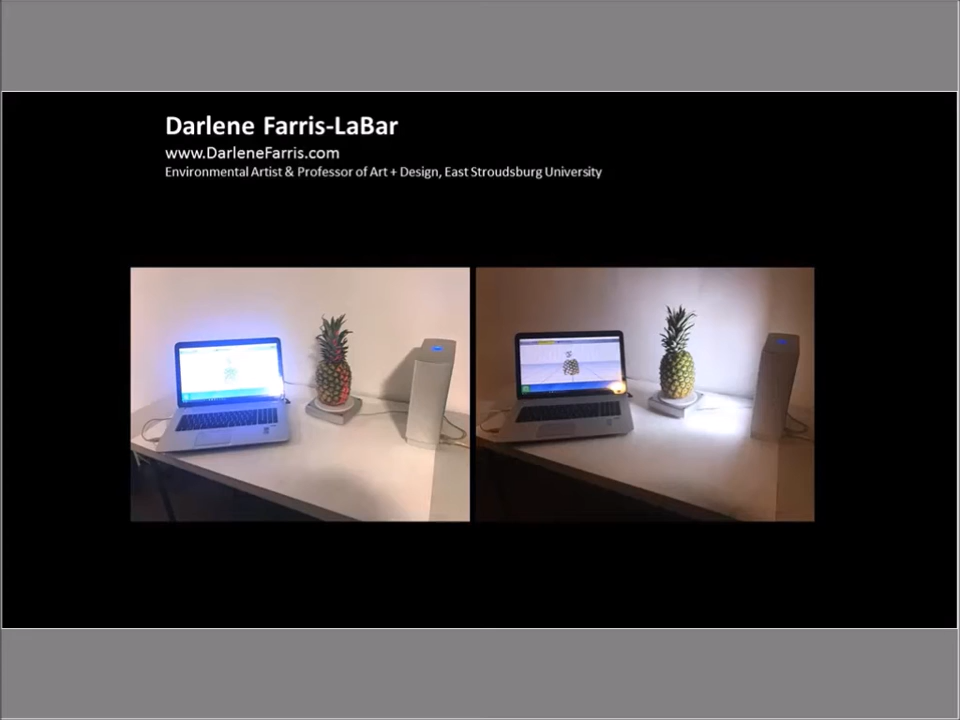 Darlene Farris-LaBar
www.DarleneFarris.com
Environmental Artist & Professor of Art + Design, East Stroudsburg University